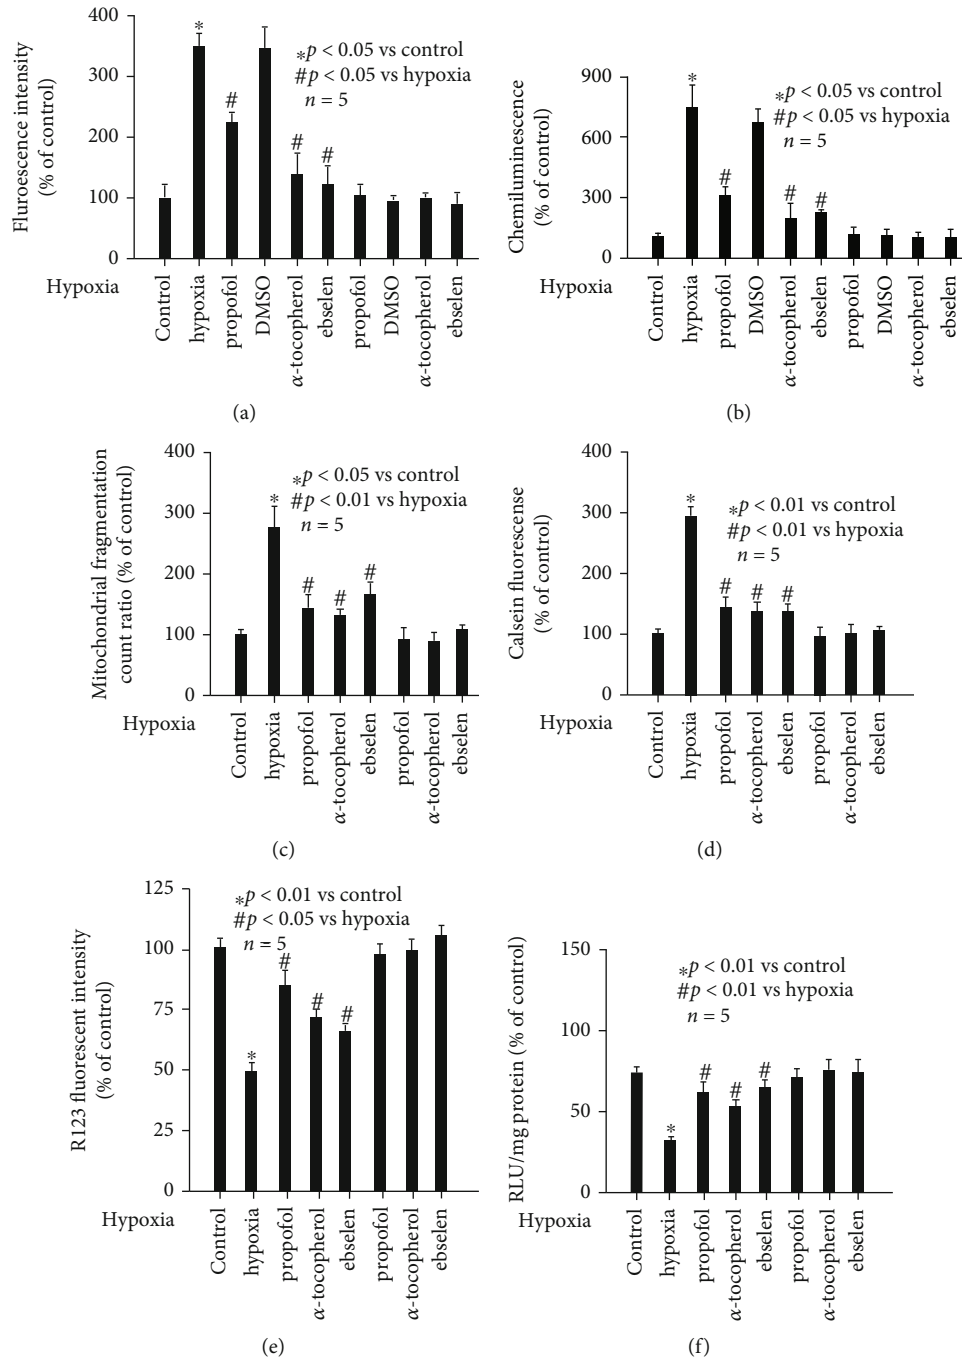 Fluroescence intensity
(% of control)
400
300
200
100
0
*p < 0.05 vs control
#p < 0.05 vs hypoxia
n = 5
*
#
#
#
Hypoxia
Control
hypoxia
propofol
DMSO
α-tocopherol
ebselen
propofol
DMSO
α-tocopherol
ebselen
(a)
Chemiluminescence
(% of control)
900
600
300
0
*p < 0.05 vs control
#p < 0.05 vs hypoxia
n = 5
*
#
#
#
Hypoxia
Control
hypoxia
propofol
DMSO
α-tocopherol
ebselen
propofol
DMSO
α-tocopherol
ebselen
(b)
Mitochondrial fragmentation
count ratio (% of control)
400
300
200
100
0
*p < 0.05 vs control
#p < 0.01 vs hypoxia
n = 5
*
#
#
#
Hypoxia
Control
hypoxia
propofol
α-tocopherol
ebselen
propofol
α-tocopherol
ebselen
(c)
Calsein fluorescense
(% of control)
400
300
200
100
0
*p < 0.01 vs control
#p < 0.01 vs hypoxia
n = 5
*
#
#
#
Hypoxia
Control
hypoxia
propofol
α-tocopherol
ebselen
propofol
α-tocopherol
ebselen
(d)
R123 fluorescent intensity
(% of control)
125
100
75
50
25
0
*p < 0.01 vs control
#p < 0.05 vs hypoxia
n = 5
*
#
#
#
Hypoxia
Control
hypoxia
propofol
α-tocopherol
ebselen
propofol
α-tocopherol
ebselen
(e)
RLU/mg protein (% of control)
150
100
50
0
*p < 0.01 vs control
#p < 0.01 vs hypoxia
n = 5
*
#
#
#
Hypoxia
Control
hypoxia
propofol
α-tocopherol
ebselen
propofol
α-tocopherol
ebselen
(f)